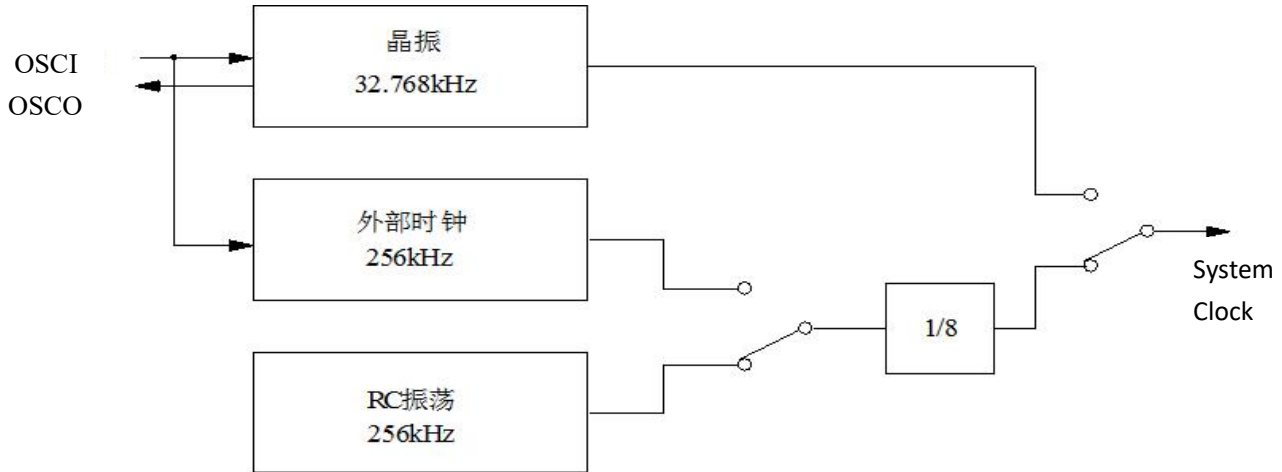 OSCI
OSCO
晶振
32.768kHz
外部时钟
256kHz
RC振荡
256kHz
1/8
System
Clock